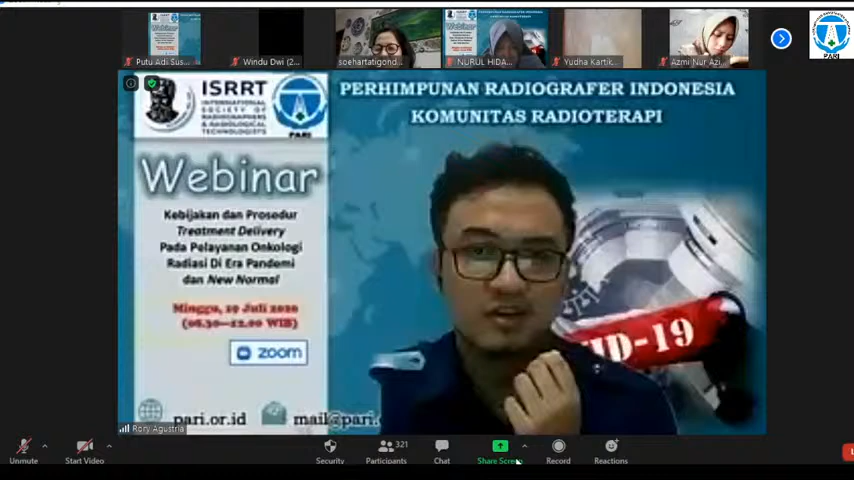 Putu Adi Sus...
Windu Dwi (2...
soehartatigond...
NURUL HIDA...
Yudha Kartik...
Azmi Nur Azi...
PARI
ISRRT
INTERNATIONAL
SOCIETY OF
RADIOGRAPHERS
& RADIOLOGICAL
TECHNOLOGISTS
PARI
PERHIMPUNAN RADIOGRAFER INDONESIA
KOMUNITAS RADIOTERAPI
Webinar
Kebijakan dan Prosedur
Treatment Delivery
Pada Pelayanan Onkologi
Radiasi Di Era Pandemi
dan New Normal
Minggu, 19 Juli 2020
(06.30—12.00 WIB)
zoom
ID-19
pari.or.id
mail@pari.
Rory Agustria
321
Unmute
Start Video
Security
Participants
Chat
Share Screen
Record
Reactions